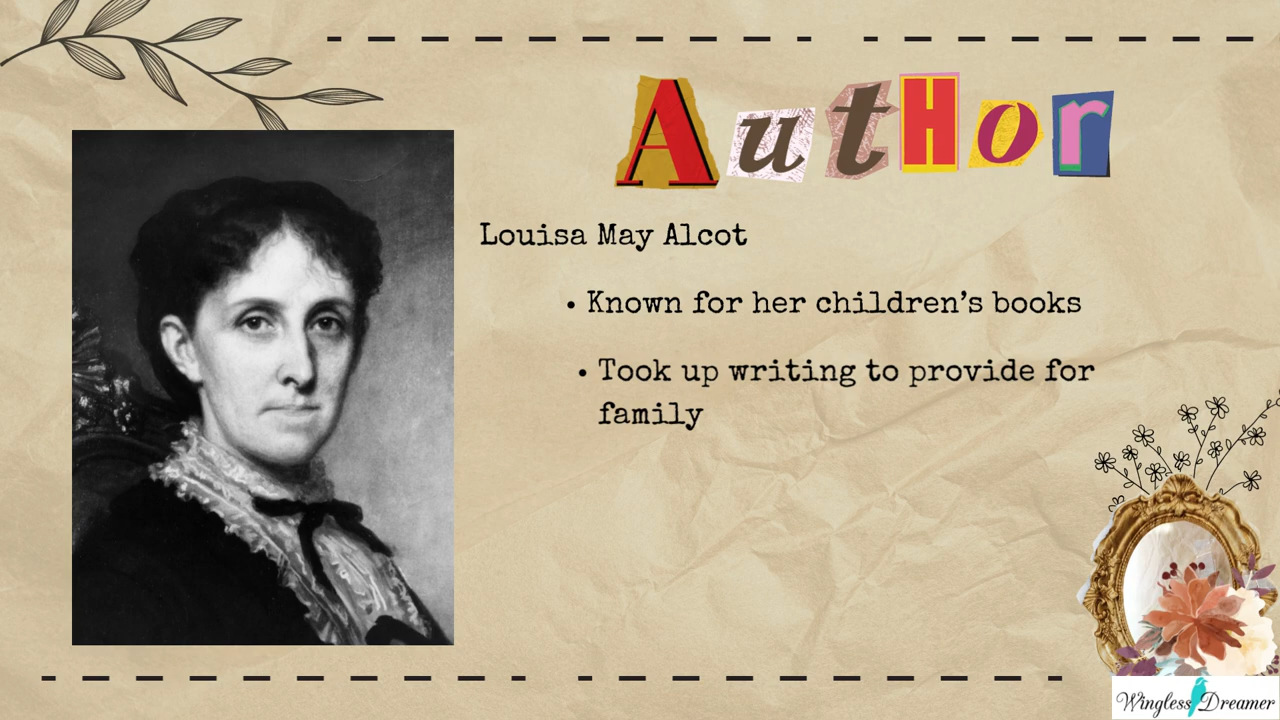 AutHor
Louisa May Alcot
• Known for her children's books
• Took up writing to provide for
family
Wingless Dreamer